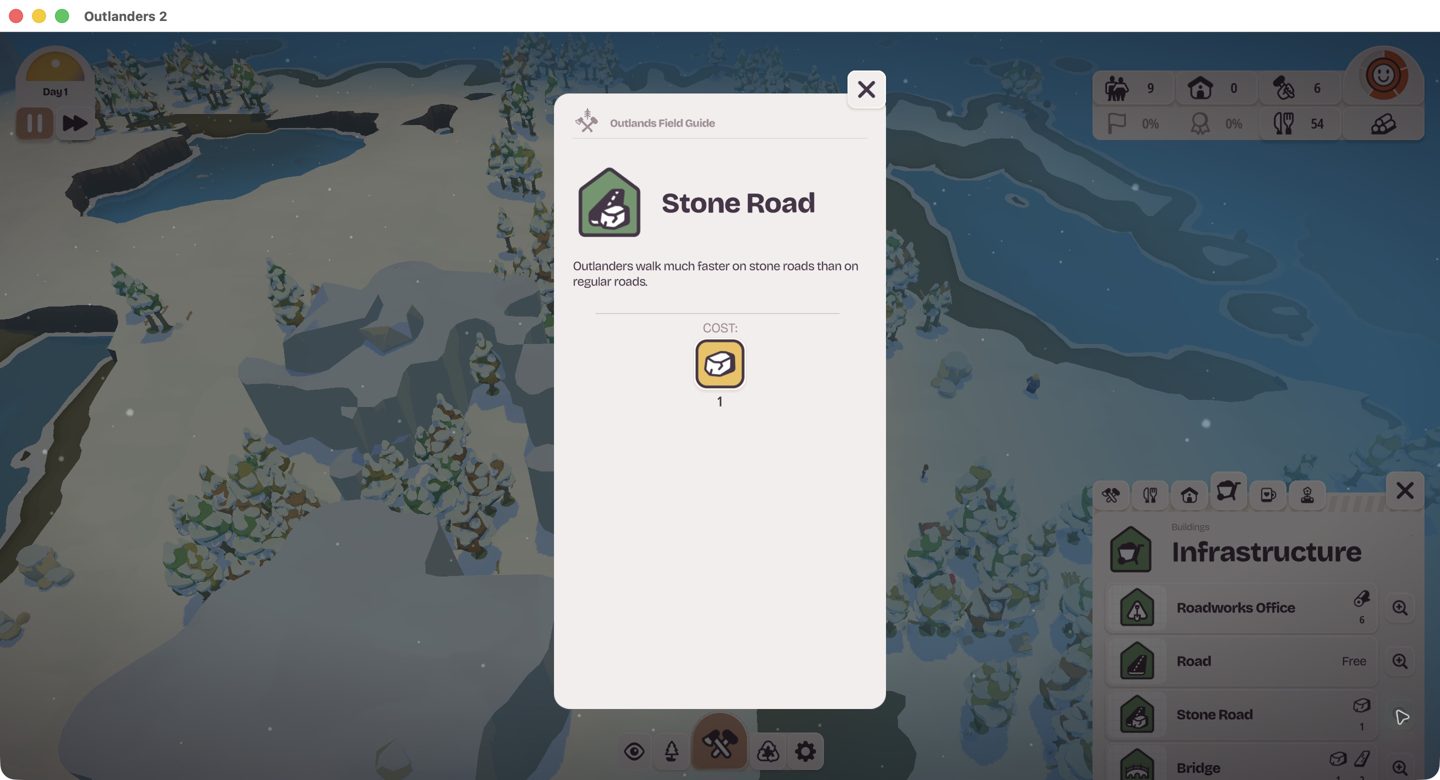 Outlanders 2
Day 1
9
0
6
0%
0%
54
Outlands Field Guide
Stone Road
Outlanders walk much faster on stone roads than on
regular roads.
COST:
1
Buildings
Infrastructure
Roadworks Office
6
Road
Free
Stone Road
1
Bridge